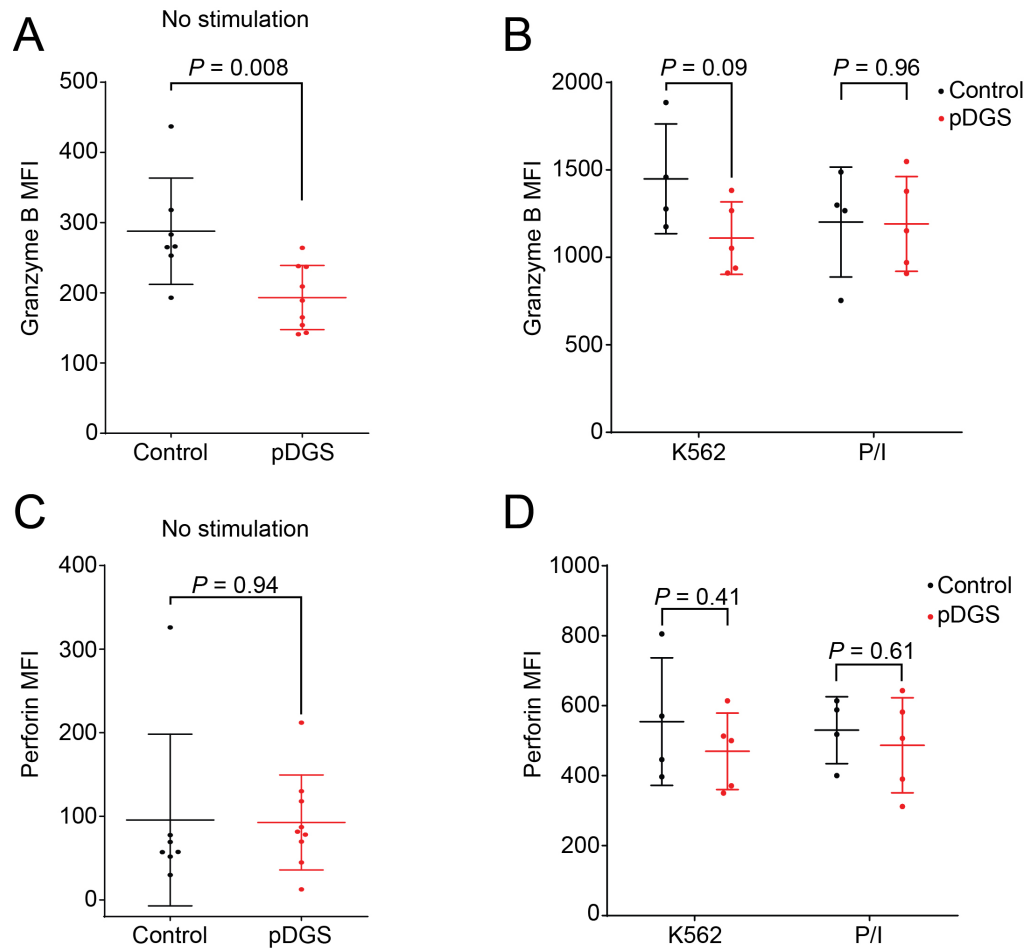 A
No stimulation
P = 0.008
Granzyme B MFI
500
400
300
200
100
0
Control
pDGS
B
P = 0.09
P = 0.96
Control
pDGS
Granzyme B MFI
2000
1500
1000
500
0
K562
P/I
C
No stimulation
P = 0.94
Perforin MFI
400
300
200
100
0
Control
pDGS
D
P = 0.41
P = 0.61
Control
pDGS
Perforin MFI
1000
800
600
400
200
0
K562
P/I